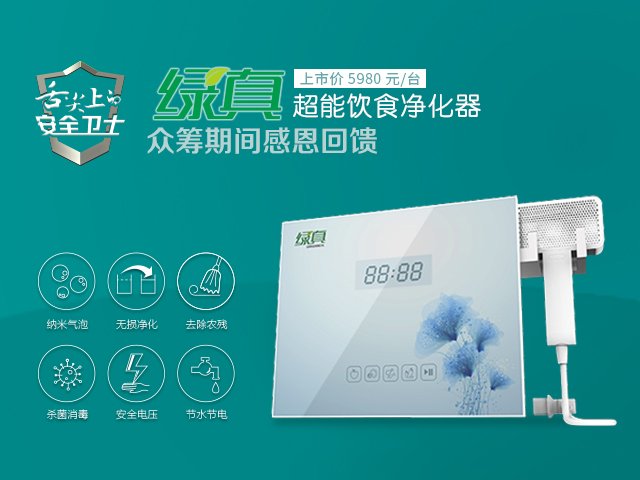 舌尖上的
安全卫士
绿真
上市价 5980 元/台
超能饮食净化器
众筹期间感恩回馈
绿真
88:88
纳米气泡
无损净化
去除农残
杀菌消毒
安全电压
节水节电